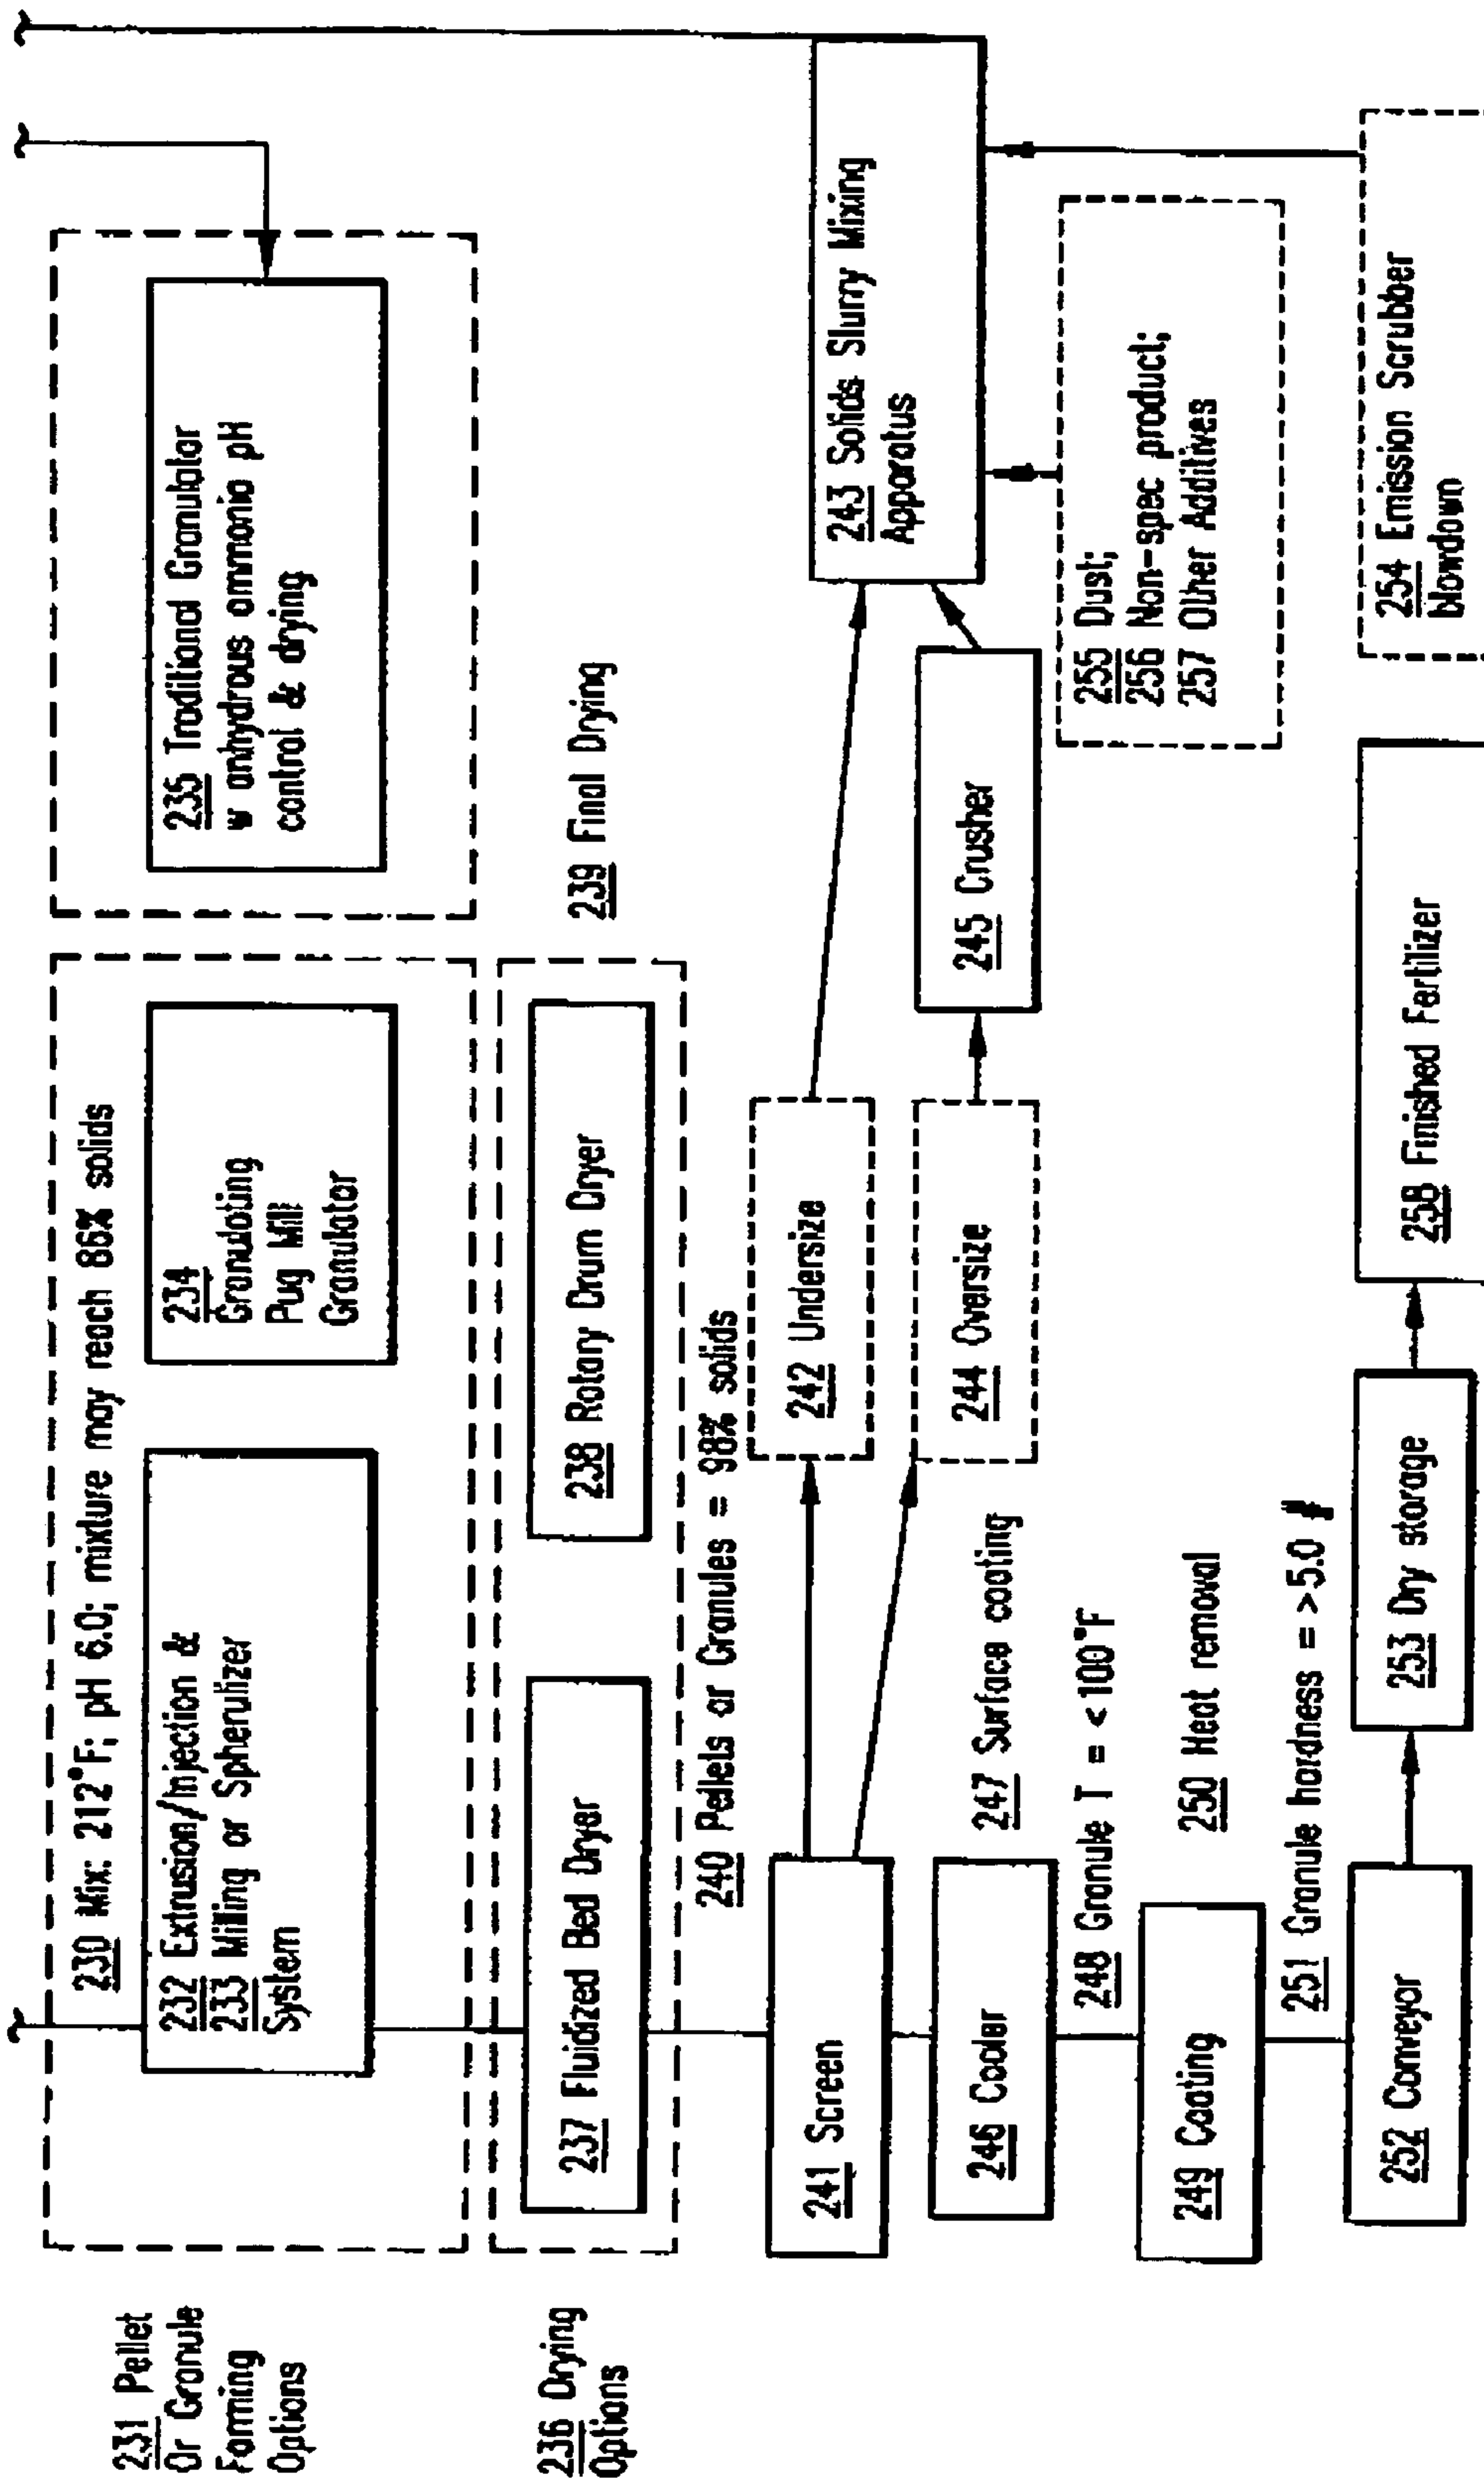 231 Pellet
Or Granule
Forming
Options
230 Mix: 212°F; pH 6.0; mixture may reach 86% solids
232 Extrusion/Injection &
233 Milling or Spherulizer
System
234
Granulating
Pug Mill
Granulator
235 Traditional Granulator
w anhydrous ammonia pH
control & drying
236 Drying
Options
237 Fluidized Bed Dryer
238 Rotary Drum Dryer
239 Final Drying
240 Pellets or Granules = 98% solids
241 Screen
242 Undersize
243 Solids Slurry Mixing
Apparatus
244 Oversize
245 Crusher
246 Cooler
247 Surface coating
248 Granule T = <100°F
255 Dust;
256 Non-spec product;
257 Other Additives
249 Coating
250 Heat removal
251 Granule hardness = >5.0 #
252 Conveyor
253 Dry storage
258 Finished Fertilizer
254 Emission Scrubber
blowdown